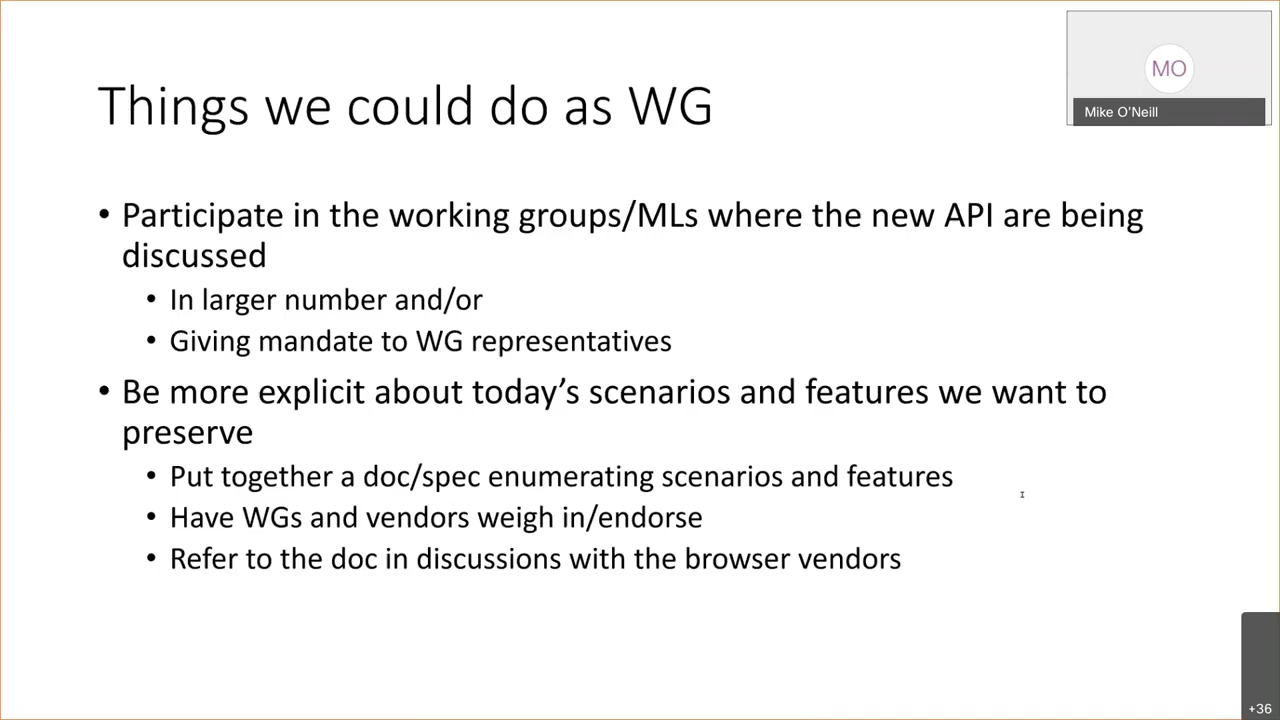 MO
Mike O'Neill
Things we could do as WG
• Participate in the working groups/MLs where the new API are being
discussed
• In larger number and/or
• Giving mandate to WG representatives
• Be more explicit about today's scenarios and features we want to
preserve
• Put together a doc/spec enumerating scenarios and features
• Have WGs and vendors weigh in/endorse
• Refer to the doc in discussions with the browser vendors
+36